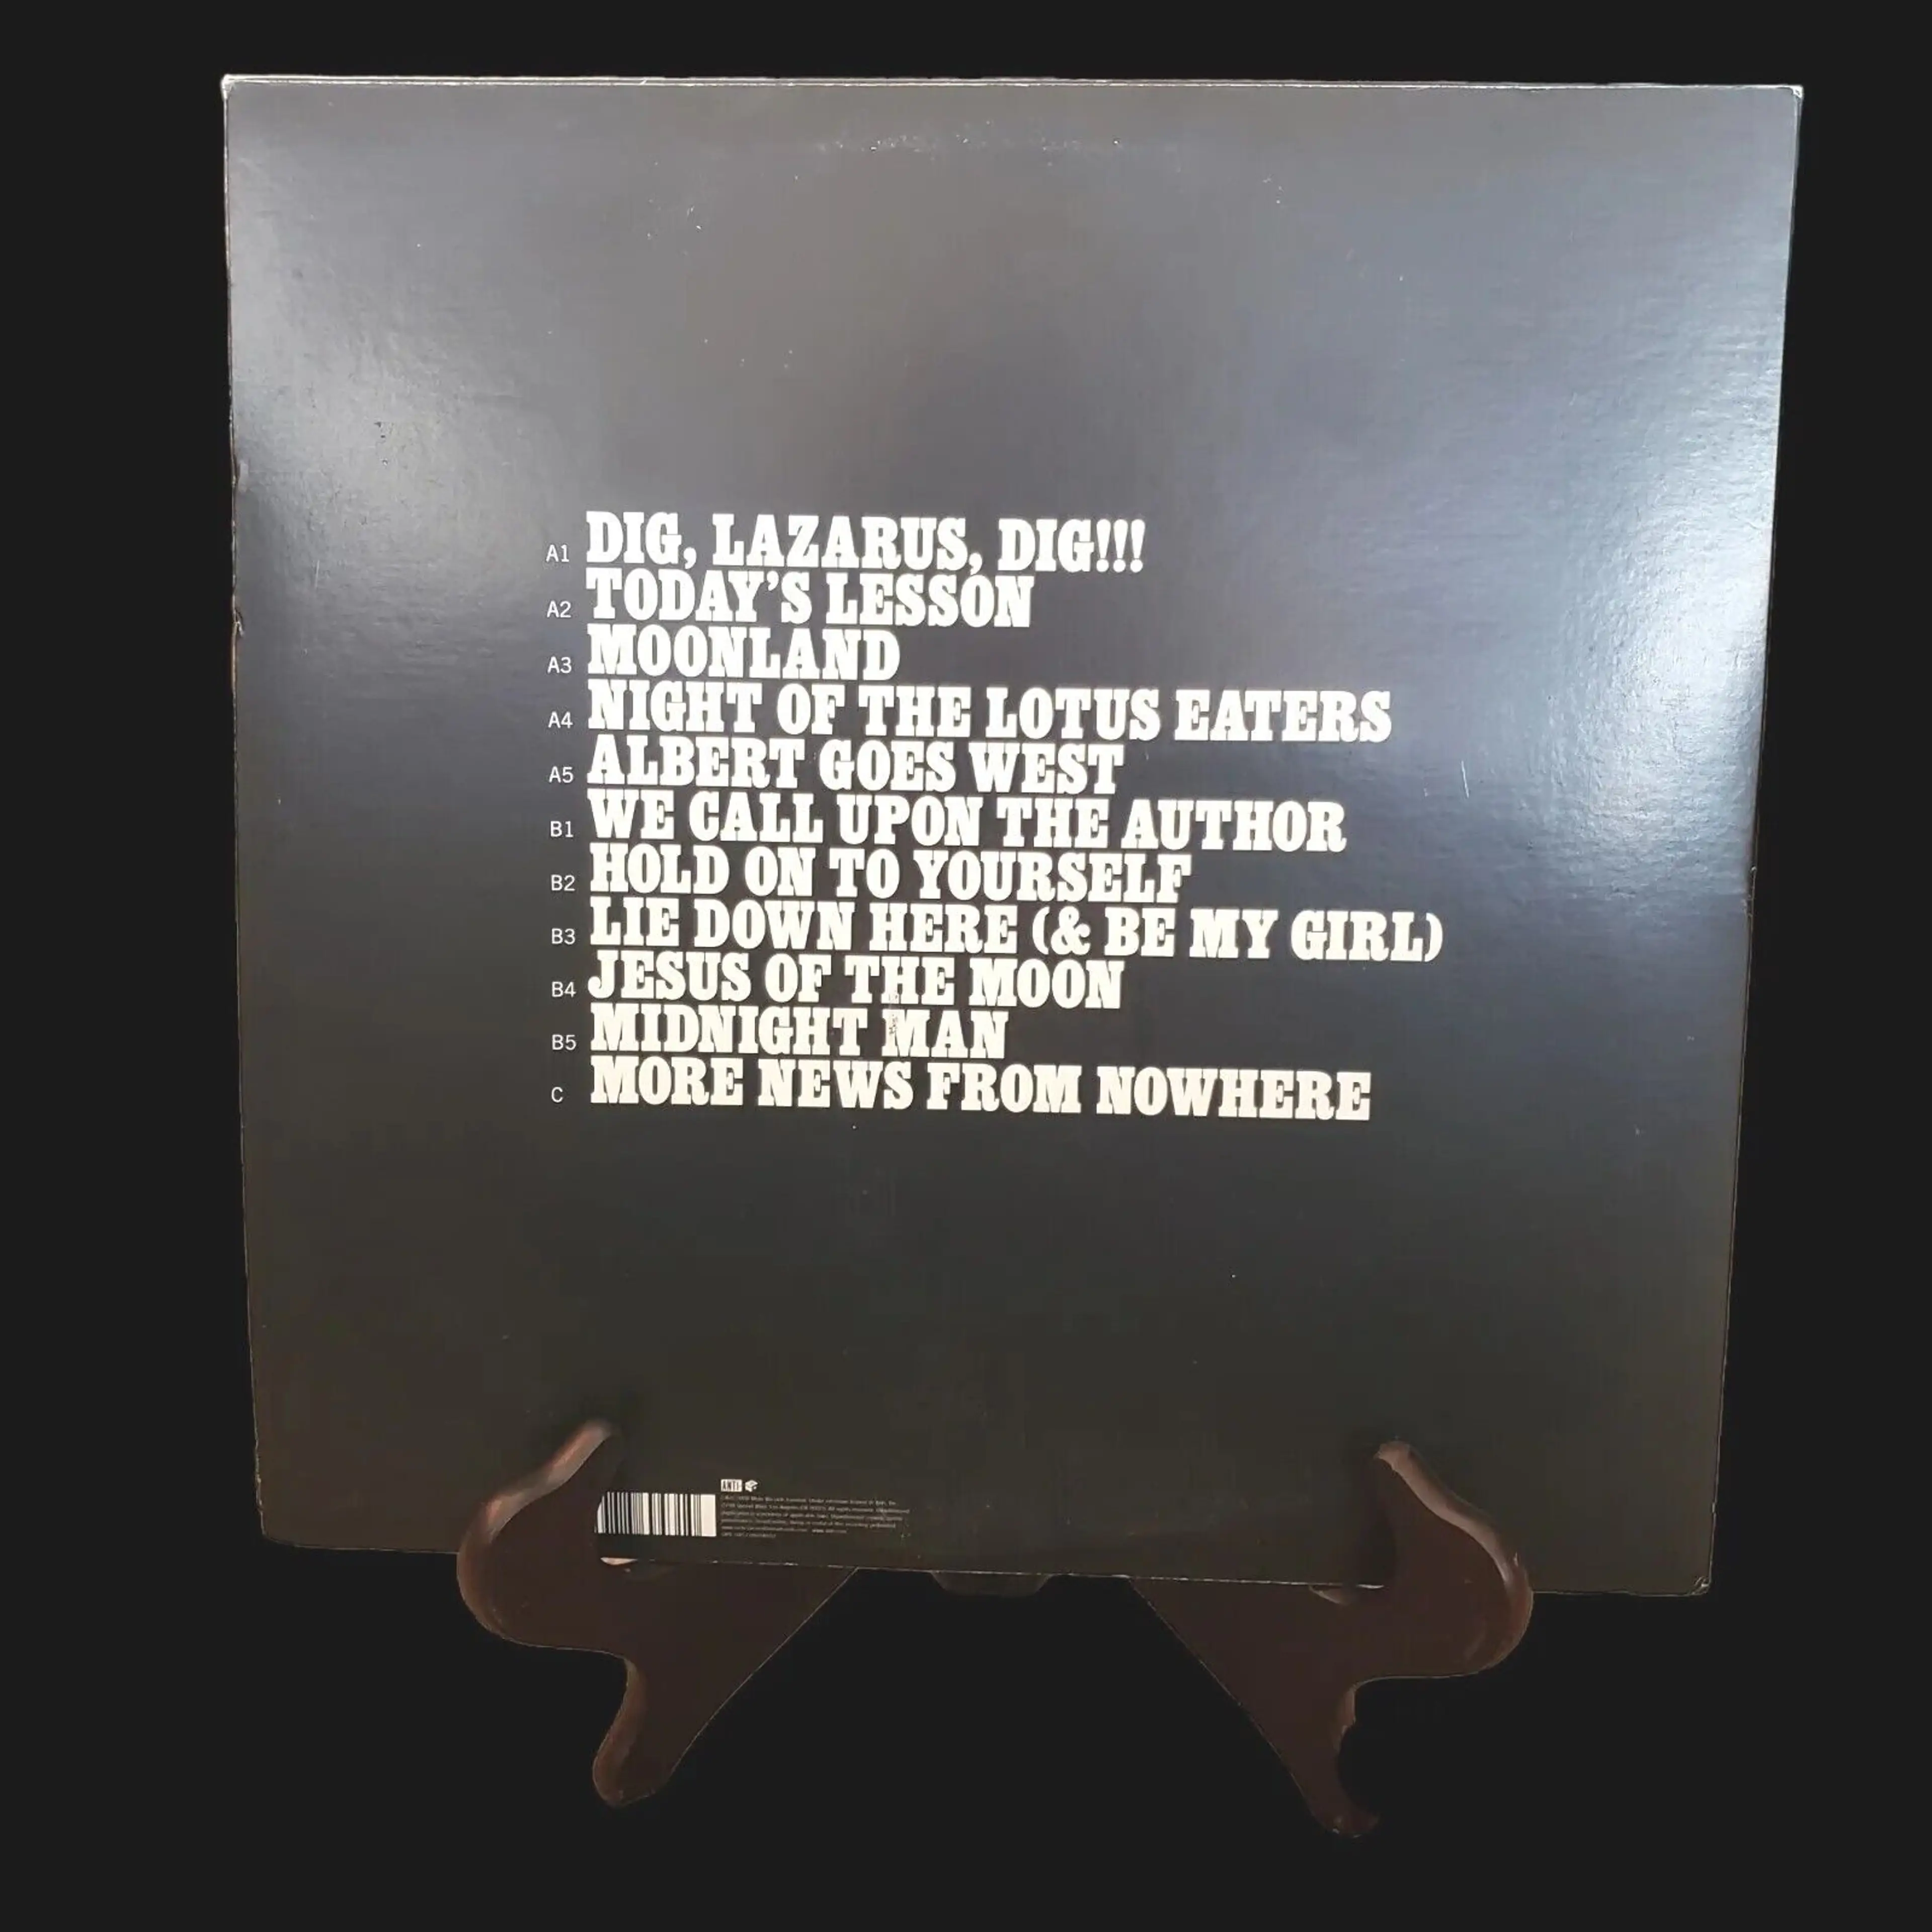 A1 DIG, LAZARUS, DIG!!!
A2 TODAY'S LESSON
A3 MOONLAND
A4 NIGHT OF THE LOTUS EATERS
A5 ALBERT GOES WEST
B1 WE CALL UPON THE AUTHOR
B2 HOLD ON TO YOURSELF
B3 LIE DOWN HERE (& BE MY GIRL)
B4 JESUS OF THE MOON
B5 MIDNIGHT MAN
C MORE NEWS FROM NOWHERE
ANTI